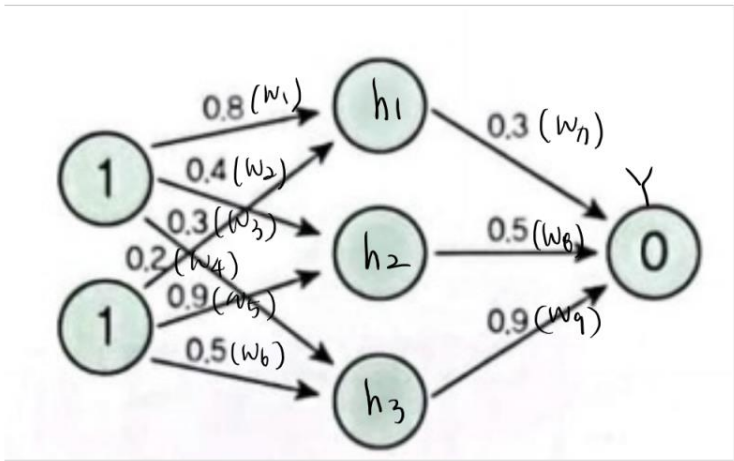 0.8 (W1)
h1
0.3 (Wn)
1
0.4 (W2)
Y
0.3 (W3)
0.5 (W8)
0
0.2 (W4)
h2
1
0.9 (W5)
0.9 (W9)
0.5 (W6)
h3